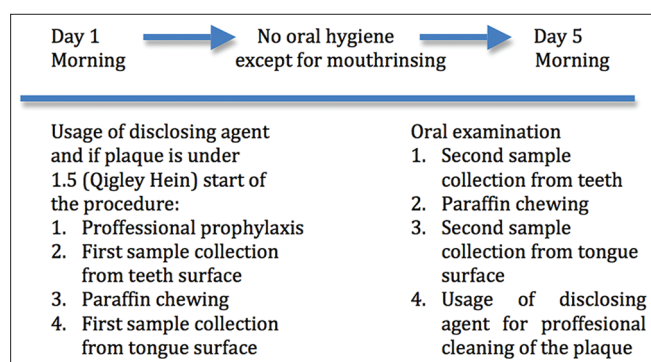 Day 1
Morning
No oral hygiene
except for mouthrinsing
Day 5
Morning
Usage of disclosing agent
and if plaque is under
1.5 (Qigley Hein) start of
the procedure:
1. Proffessional prophylaxis
2. First sample collection
from teeth surface
3. Paraffin chewing
4. First sample collection
from tongue surface
Oral examination
1. Second sample
collection from teeth
2. Paraffin chewing
3. Second sample
collection from tongue
surface
4. Usage of disclosing
agent for proffesional
cleaning of the plaque